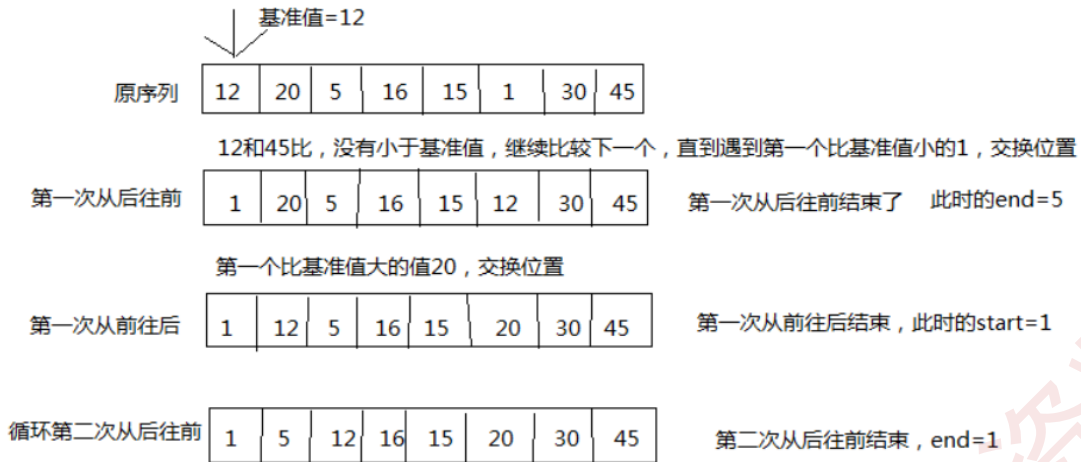 基准值=12
原序列 12 20 5 16 15 1 30 45
12和45比，没有小于基准值，继续比较下一个，直到遇到第一个比基准值小的1，交换位置
第一次从后往前 1 20 5 16 15 12 30 45 第一次从后往前结束了 此时的end=5
第一个比基准值大的值20，交换位置
第一次从前往后 1 12 5 16 15 20 30 45 第一次从前往后结束，此时的start=1
循环第二次从后往前 1 5 12 16 15 20 30 45 第二次从后往前结束，end=1